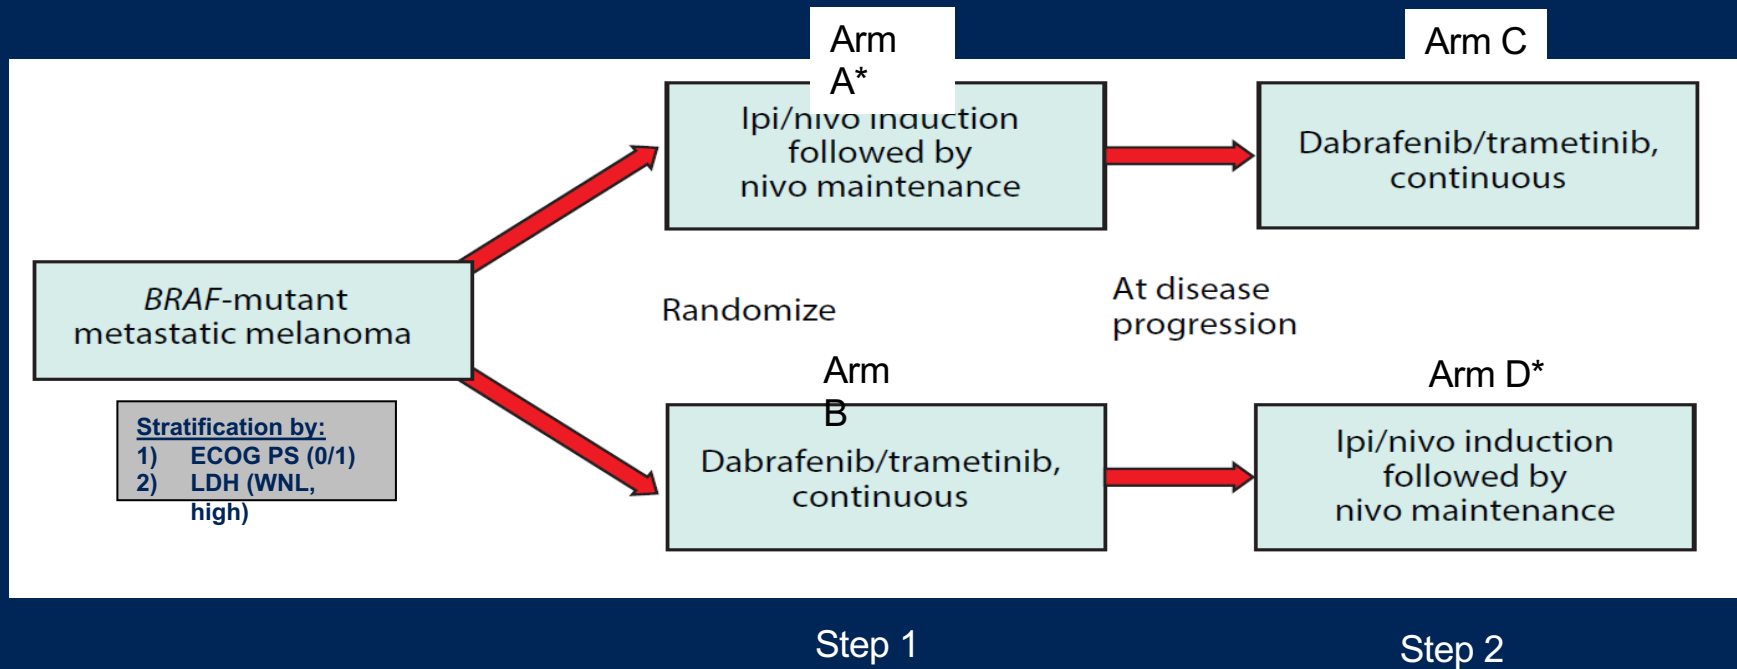 Arm
A*
Arm C
Ipi/nivo induction
followed by
nivo maintenance
Dabrafenib/trametinib,
continuous
BRAF-mutant
metastatic melanoma
Randomize
At disease
progression
Stratification by:
1) ECOG PS (0/1)
2) LDH (WNL,
high)
Arm
B
Arm D*
Dabrafenib/trametinib,
continuous
Ipi/nivo induction
followed by
nivo maintenance
Step 1
Step 2